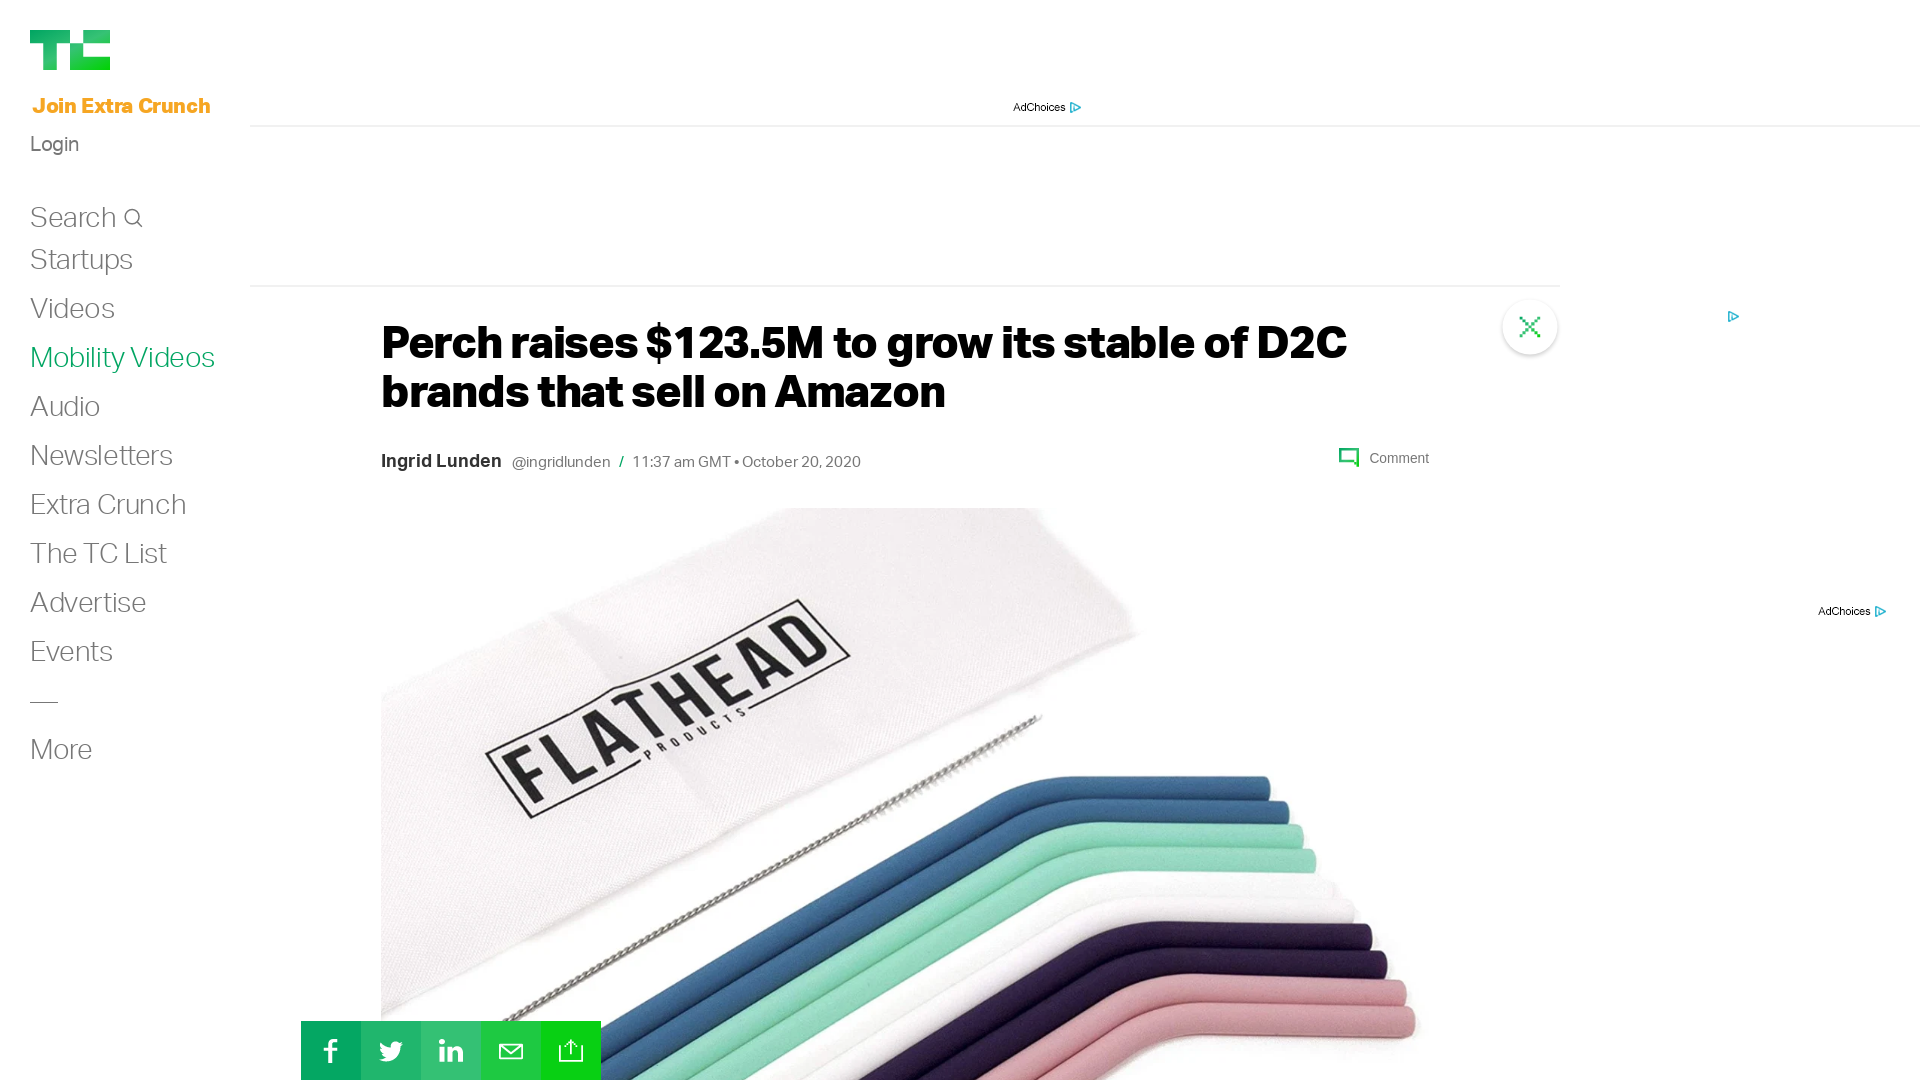 TC
Join Extra Crunch
Login
Search
Startups
Videos
Mobility Videos
Audio
Newsletters
Extra Crunch
The TC List
Advertise
Events
More
AdChoices
Perch raises $123.5M to grow its stable of D2C
brands that sell on Amazon
Ingrid Lunden @ingridlunden / 11:37 am GMT • October 20, 2020
Comment
FLATHEAD
PRODUCTS
AdChoices